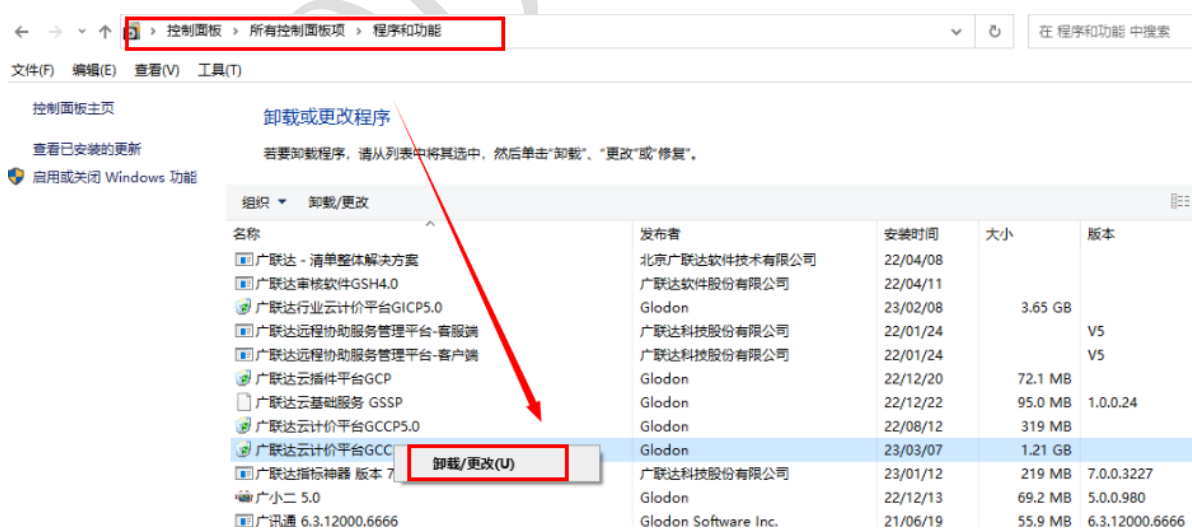 控制面板 › 所有控制面板项 › 程序和功能
在 程序和功能 中搜索
文件(F) 编辑(E) 查看(V) 工具(T)
控制面板主页
查看已安装的更新
启用或关闭 Windows 功能
卸载或更改程序
若要卸载程序，请从列表中将其选中，然后单击"卸载"、"更改"或"修复"。
组织 卸载/更改
名称 发布者 安装时间 大小 版本
广联达 - 清单整体解决方案 北京广联达软件技术有限公司 22/04/08
广联达审核软件GSH4.0 广联达软件股份有限公司 22/04/11
广联达行业云计价平台GICP5.0 Glodon 23/02/08 3.65 GB
广联达远程协助服务管理平台-客服端 广联达科技股份有限公司 22/01/24 V5
广联达远程协助服务管理平台-客户端 广联达科技股份有限公司 22/01/24 V5
广联达云插件平台GCP Glodon 22/12/20 72.1 MB
广联达云基础服务 GSSP Glodon 22/12/22 95.0 MB 1.0.0.24
广联达云计价平台GCCP5.0 Glodon 22/08/12 319 MB
广联达云计价平台GCC Glodon 23/03/07 1.21 GB
卸载/更改(U)
广联达指标神器 版本 7 广联达科技股份有限公司 23/01/12 219 MB 7.0.0.3227
广小二 5.0 Glodon 22/12/13 69.2 MB 5.0.0.980
广讯通 6.3.12000.6666 Glodon Software Inc. 21/06/19 55.9 MB 6.3.12000.6666